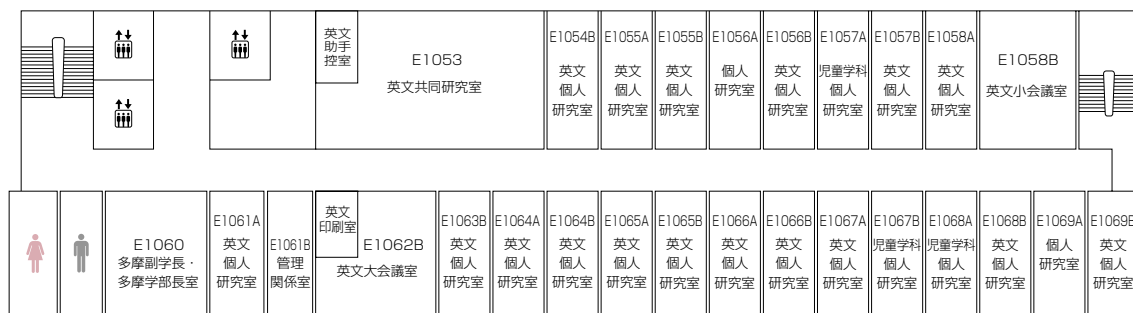 英文
助手
控室
E1053
英文共同研究室
E1054B
英文
個人
研究室
E1055A
英文
個人
研究室
E1055B
英文
個人
研究室
E1056A
個人
研究室
E1056B
英文
個人
研究室
E1057A
児童学科
個人
研究室
E1057B
英文
個人
研究室
E1058A
英文
個人
研究室
E1058B
英文小会議室
E1060
多摩副学長・
多摩学部長室
E1061A
英文
個人
研究室
E1061B
管理
関係室
英文
印刷室
E1062B
英文大会議室
E1063B
英文
個人
研究室
E1064A
英文
個人
研究室
E1064B
英文
個人
研究室
E1065A
英文
個人
研究室
E1065B
英文
個人
研究室
E1066A
英文
個人
研究室
E1066B
英文
個人
研究室
E1067A
英文
個人
研究室
E1067B
児童学科
個人
研究室
E1068A
児童学科
個人
研究室
E1068B
英文
個人
研究室
E1069A
個人
研究室
E1069B
英文
個人
研究室